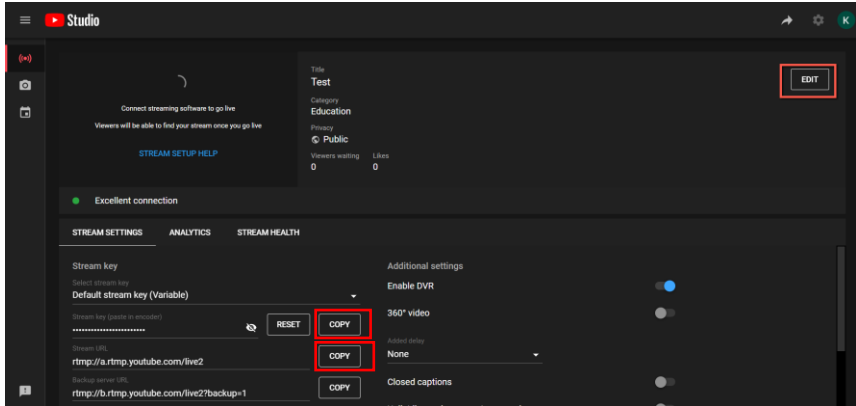 Studio
K
Title
Test
EDIT
Category
Education
Connect streaming software to go live
Viewers will be able to find your stream once you go live
Privacy
Public
STREAM SETUP HELP
Viewers waiting Likes
0 0
Excellent connection
STREAM SETTINGS ANALYTICS STREAM HEALTH
Stream key
Select stream key
Default stream key (Variable)
Stream key (paste in encoder)
RESET COPY
Stream URL
rtmp://a.rtmp.youtube.com/live2
COPY
Backup server URL
rtmp://b.rtmp.youtube.com/live2?backup=1
COPY
Additional settings
Enable DVR
360° video
Added delay
None
Closed captions